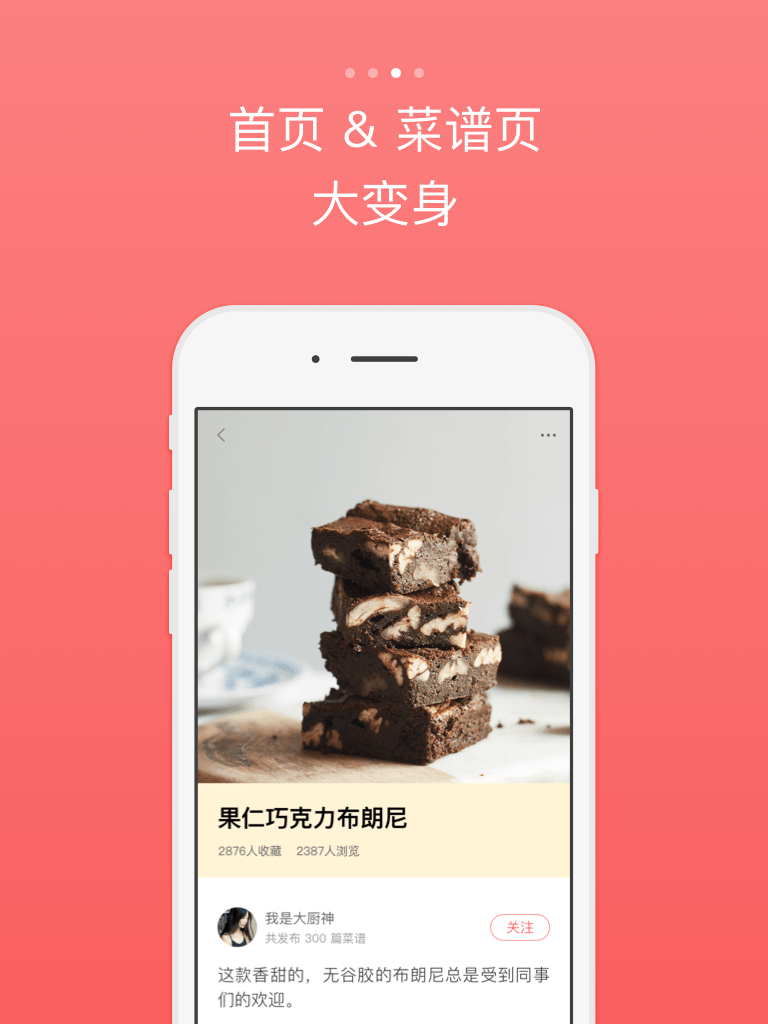 首页 & 菜谱页
大变身
果仁巧克力布朗尼
2876人收藏 2387人浏览
我是大厨神
共发布 300 篇菜谱
关注
这款香甜的，无谷胶的布朗尼总是受到同事
们的欢迎。